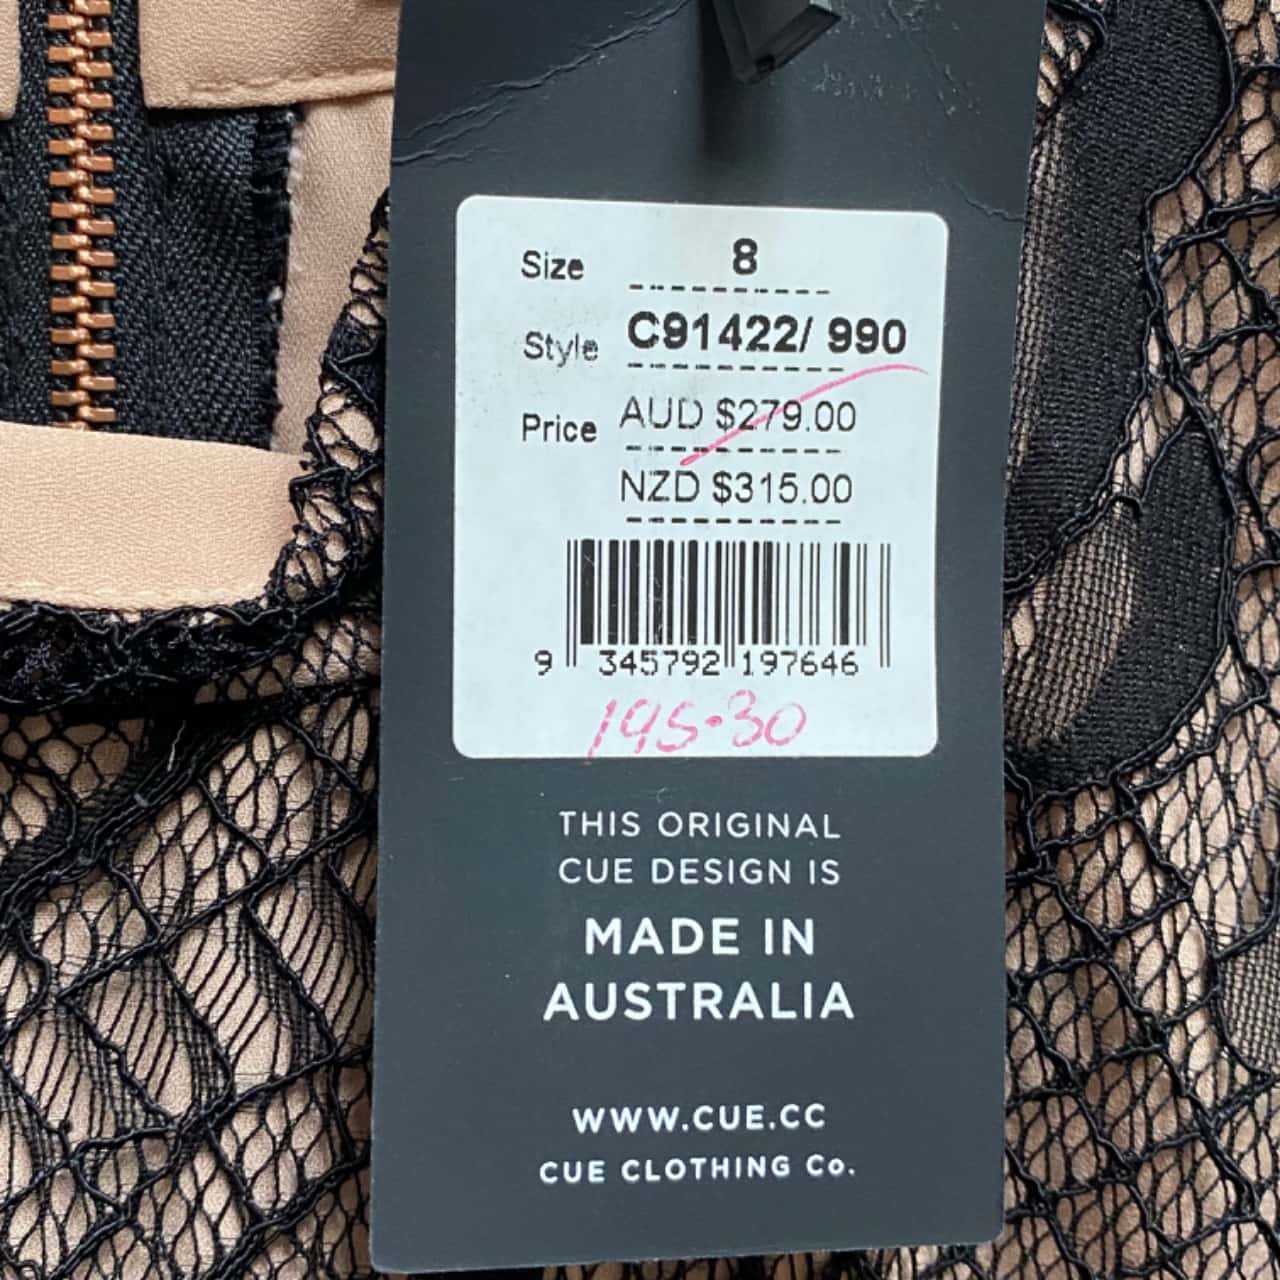 Size 8
Style C91422/ 990
Price AUD $279.00
NZD $315.00
9 345792 197646
195.30
THIS ORIGINAL
CUE DESIGN IS
MADE IN
AUSTRALIA
WWW.CUE.CC
CUE CLOTHING Co.